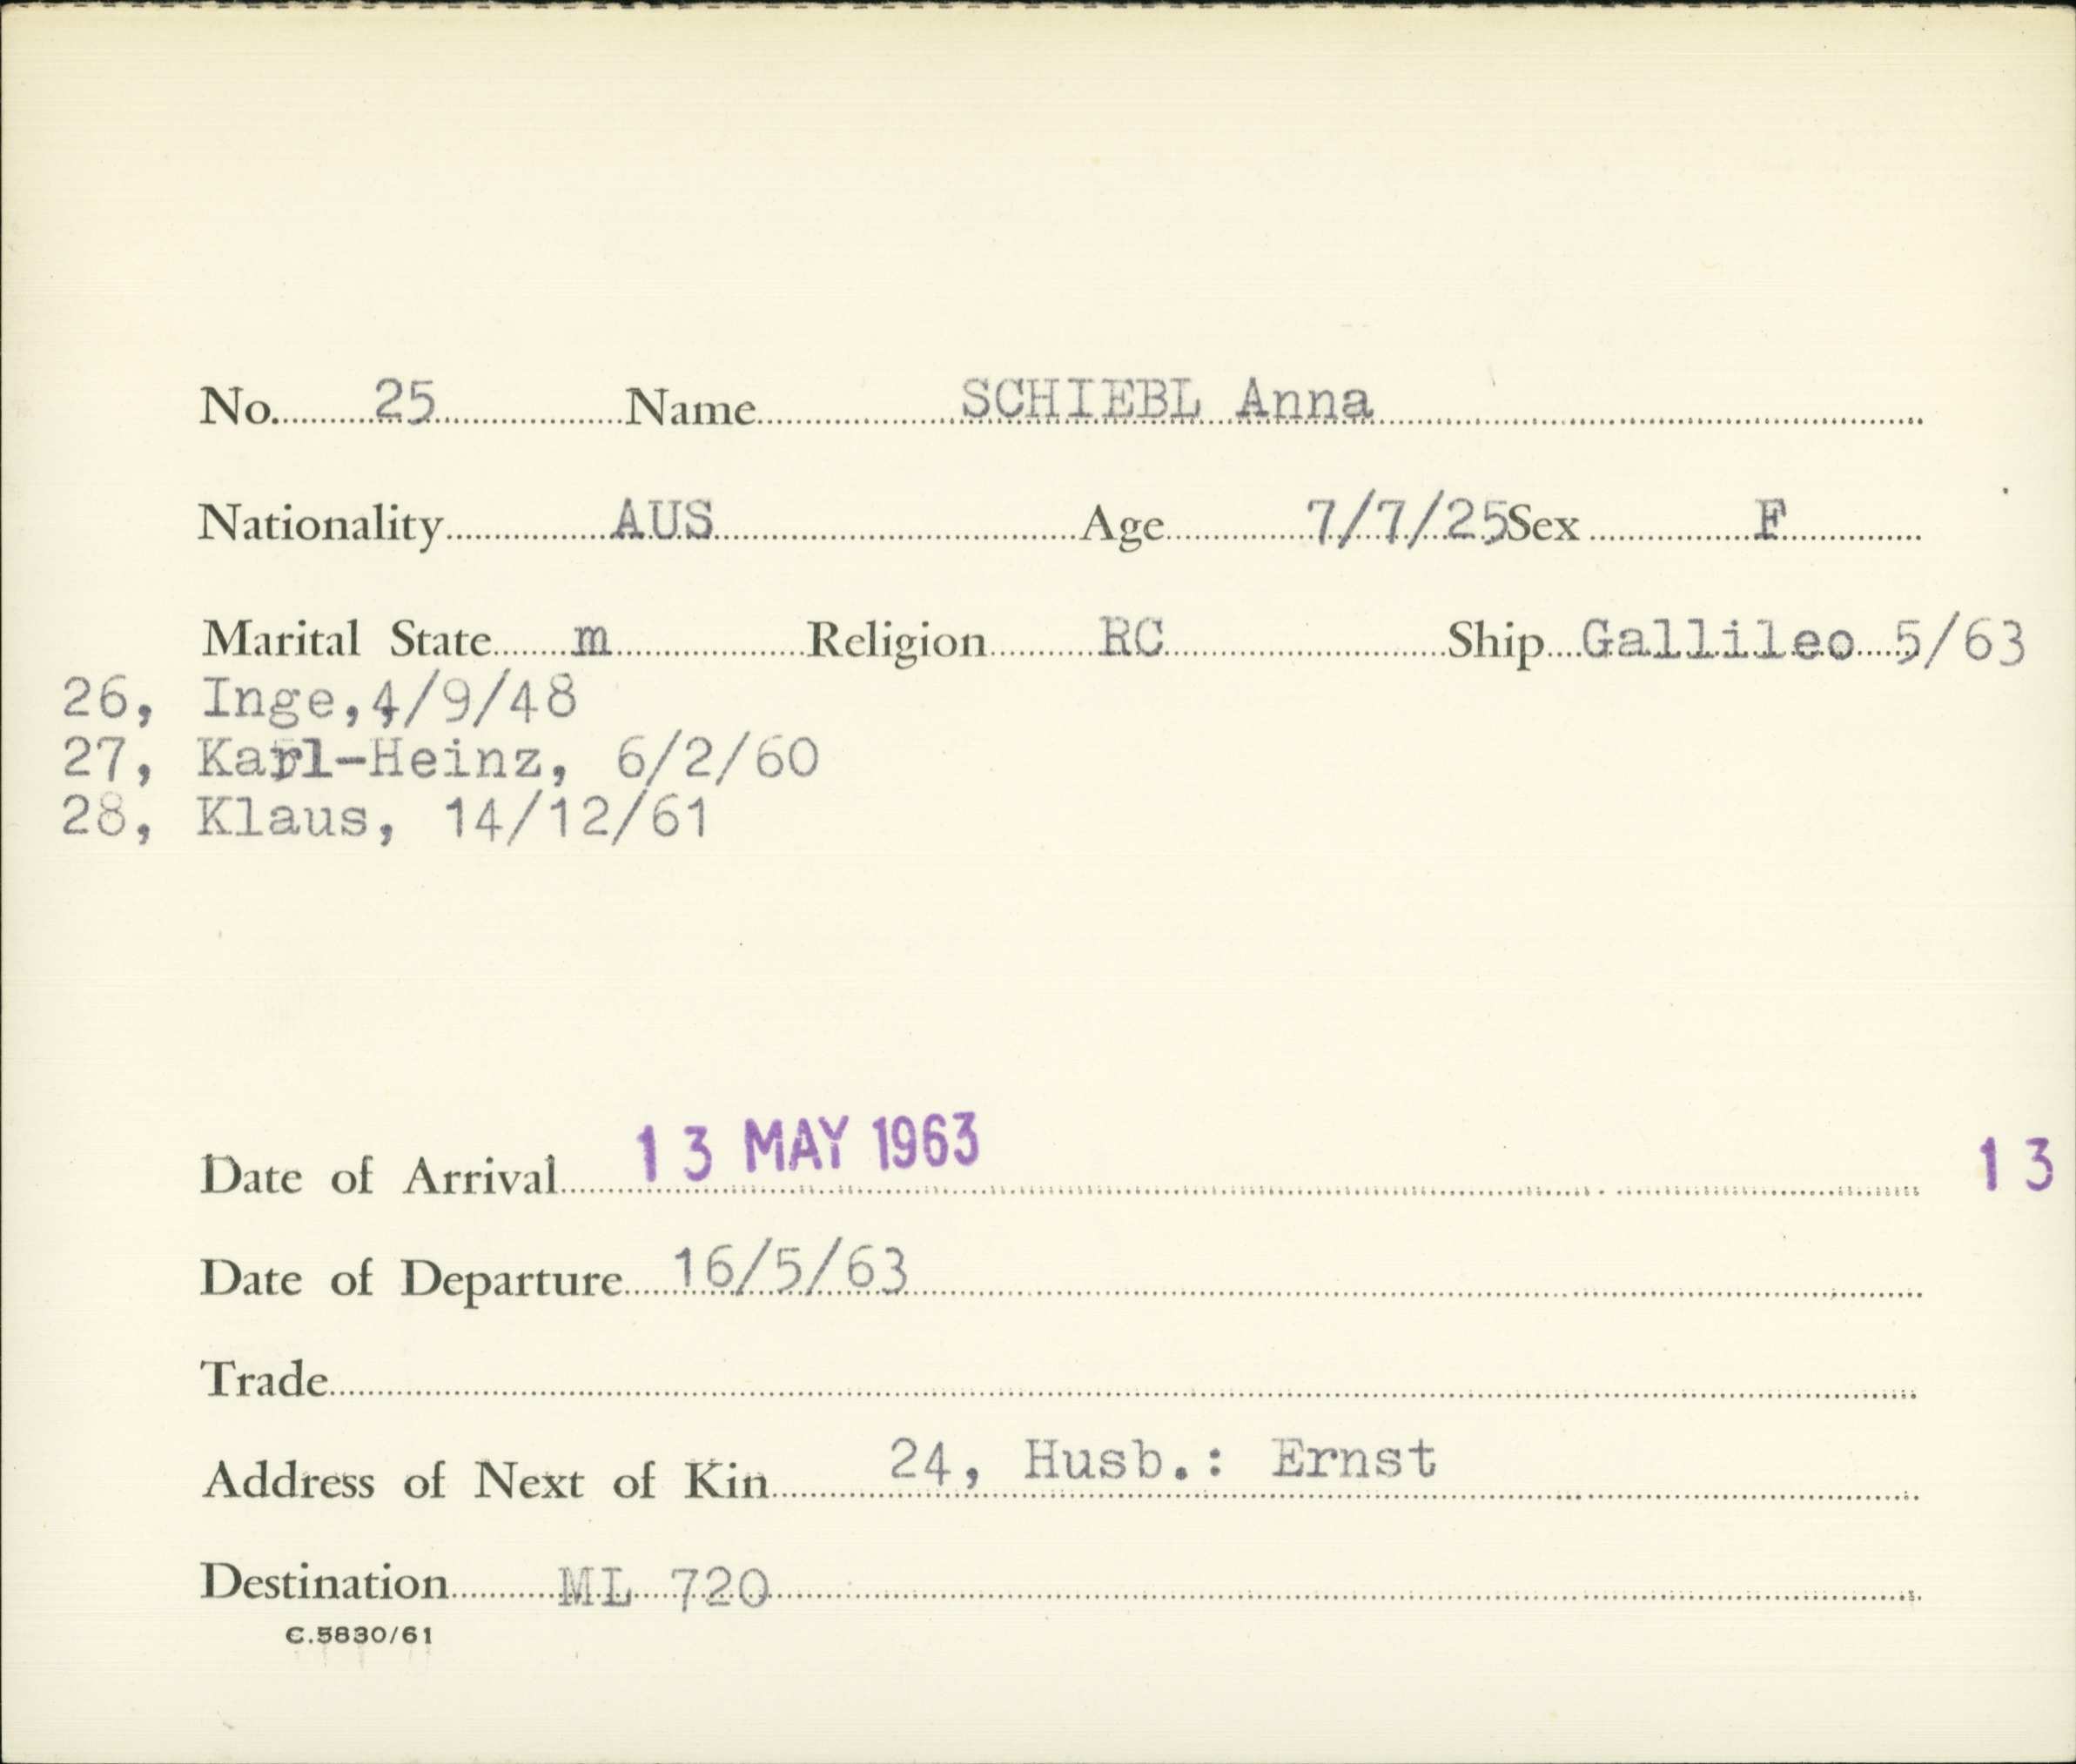 No. 25 Name SCHIEBL Anna
Nationality AUS Age 7/7/25 Sex F
Marital State m Religion RC Ship Gallileo 5/63
26, Inge,4/9/48
27, Karl-Heinz, 6/2/60
28, Klaus, 14/12/61
Date of Arrival 13 MAY 1963 13
Date of Departure 16/5/63
Trade
Address of Next of Kin 24, Husb.: Ernst
Destination ML 720
C.5830/61